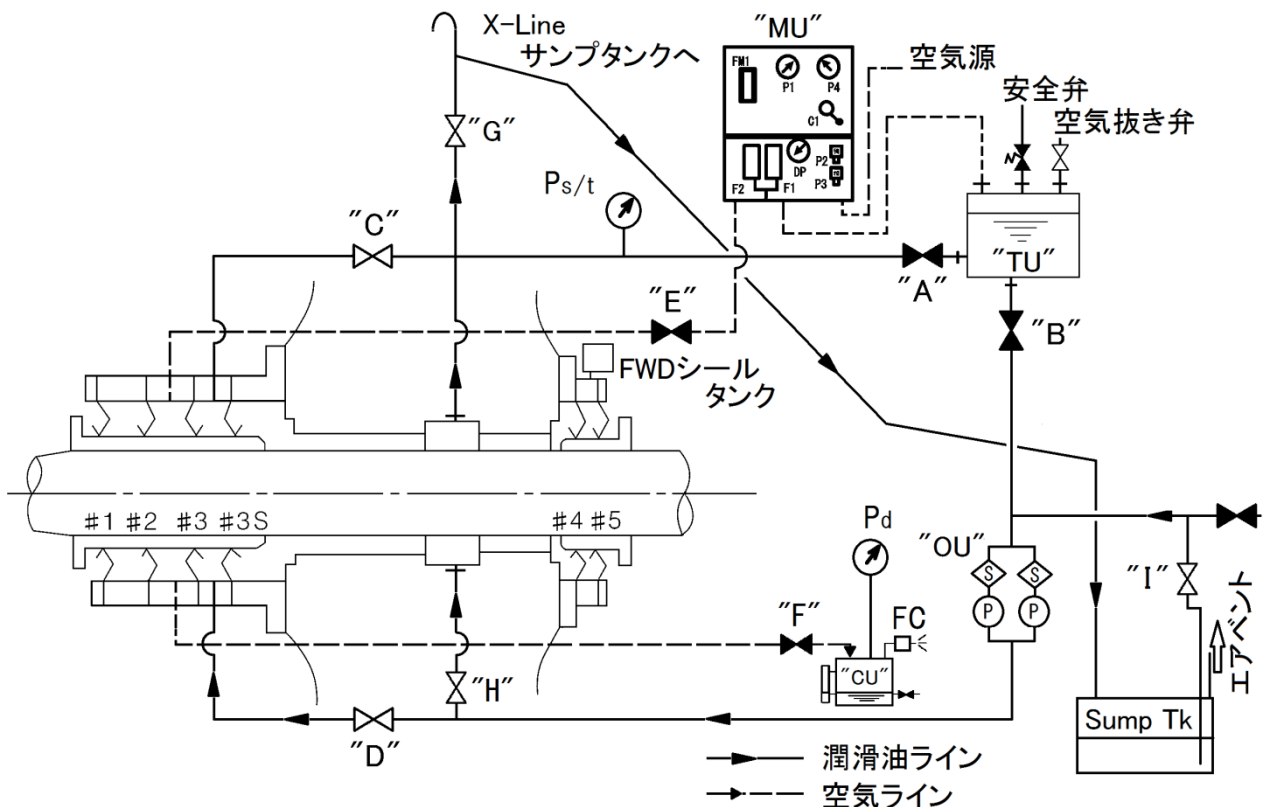 X-Line
サンプタンクへ
"MU"
空気源
安全弁
空気抜き弁
FM1
P1
P4
C1
"G"
P2
DP
P3
F2
F1
Ps/t
"C"
"TU"
"A"
"E"
"B"
FWDシール
タンク
#1 #2 #3 #3S
#4 #5
Pd
"OU"
S
S
"I"
エアベント
P
P
"F"
FC
"CU"
"H"
Sump Tk
"D"
潤滑油ライン
空気ライン